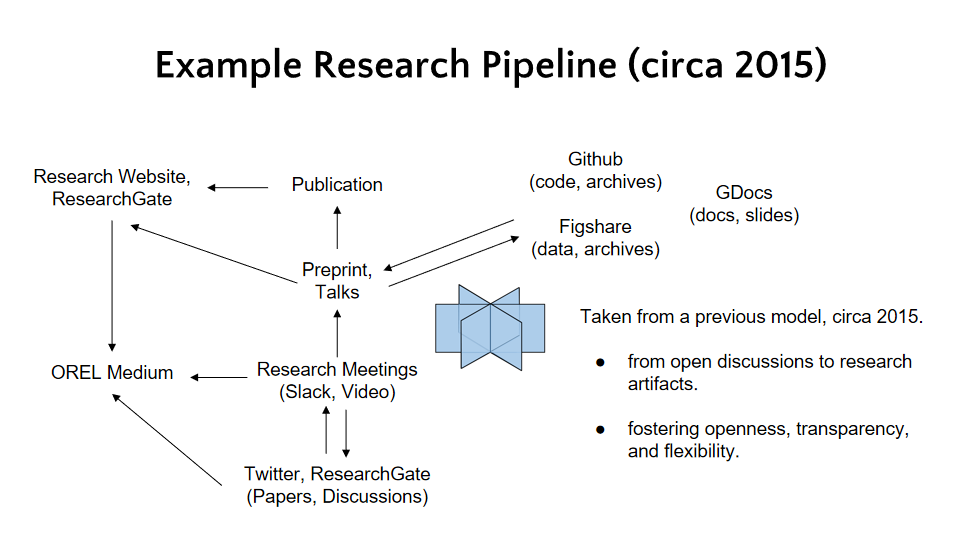 Example Research Pipeline (circa 2015)
Research Website,
ResearchGate
Publication
Github
(code, archives)
GDocs
(docs, slides)
Figshare
(data, archives)
Preprint,
Talks
OREL Medium
Research Meetings
(Slack, Video)
Twitter, ResearchGate
(Papers, Discussions)
Taken from a previous model, circa 2015.
● from open discussions to research
artifacts.
● fostering openness, transparency,
and flexibility.